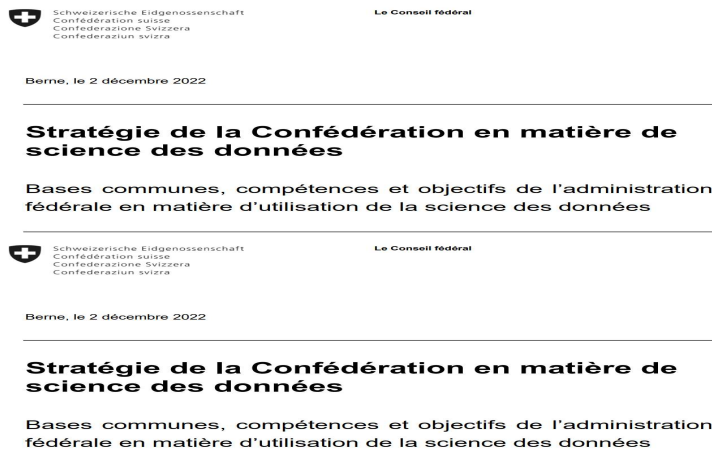 Schweizerische Eidgenossenschaft
Confédération suisse
Confederazione Svizzera
Confederaziun svizra
Le Conseil fédéral
Berne, le 2 décembre 2022
Stratégie de la Confédération en matière de
science des données
Bases communes, compétences et objectifs de l'administration
fédérale en matière d'utilisation de la science des données
Schweizerische Eidgenossenschaft
Confédération suisse
Confederazione Svizzera
Confederaziun svizra
Le Conseil fédéral
Berne, le 2 décembre 2022
Stratégie de la Confédération en matière de
science des données
Bases communes, compétences et objectifs de l'administration
fédérale en matière d'utilisation de la science des données